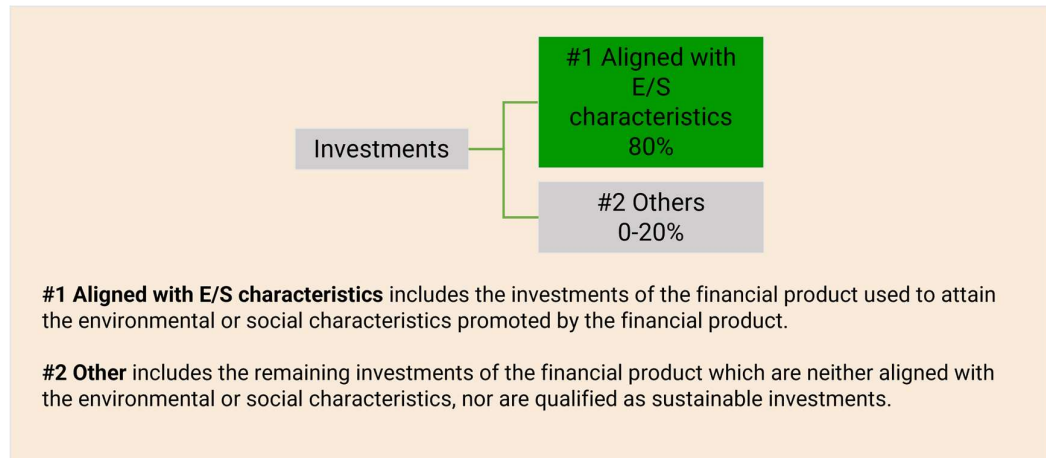 #1 Aligned with
E/S
characteristics
80%
Investments
#2 Others
0-20%
#1 Aligned with E/S characteristics includes the investments of the financial product used to attain
the environmental or social characteristics promoted by the financial product.
#2 Other includes the remaining investments of the financial product which are neither aligned with
the environmental or social characteristics, nor are qualified as sustainable investments.